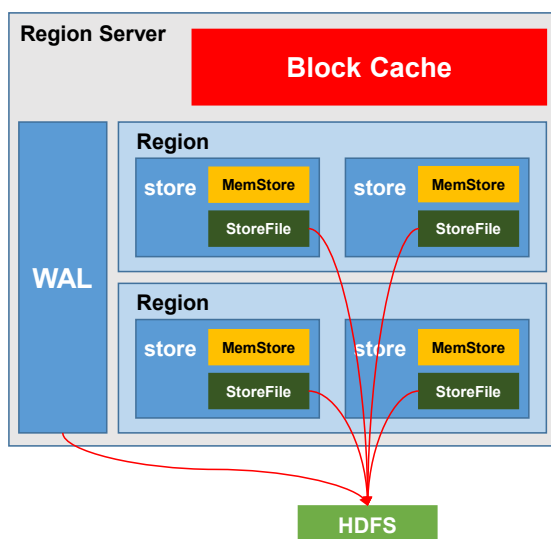 Region Server
Block Cache
WAL
Region
store
MemStore
StoreFile
store
MemStore
StoreFile
Region
store
MemStore
StoreFile
store
MemStore
StoreFile
HDFS